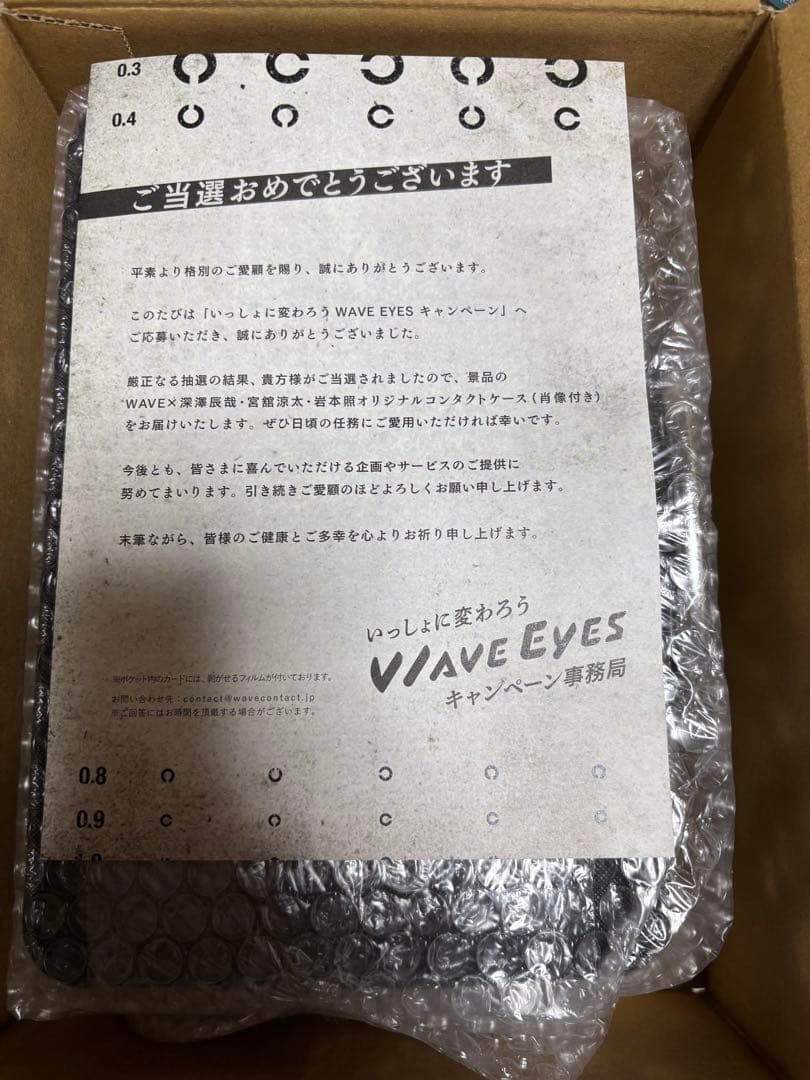 0.3
0.4
ご当選おめでとうございます
平素より格別のご愛顧を賜り、誠にありがとうございます。
このたびは「いっしょに変わろう WAVE EYES キャンペーン」へ
ご応募いただき、誠にありがとうございました。
厳正なる抽選の結果、貴方様がご当選されましたので、景品の
WAVE×深澤辰哉・宮舘涼太・岩本照オリジナルコンタクトケース（肖像付き）
をお届けいたします。ぜひ日頃の任務にご愛用いただければ幸いです。
今後とも、皆さまに喜んでいただける企画やサービスのご提供に
努めてまいります。引き続きご愛顧のほどよろしくお願い申し上げます。
末筆ながら、皆様のご健康とご多幸を心よりお祈り申し上げます。
いっしょに変わろう
WAVE EYES
キャンペーン事務局
※ポケット内のカードには、剥がせるフィルムが付いております。
お問い合わせ先：contact@wavecontact.jp
※ご回答にはお時間を頂戴する場合がございます。
0.8
0.9